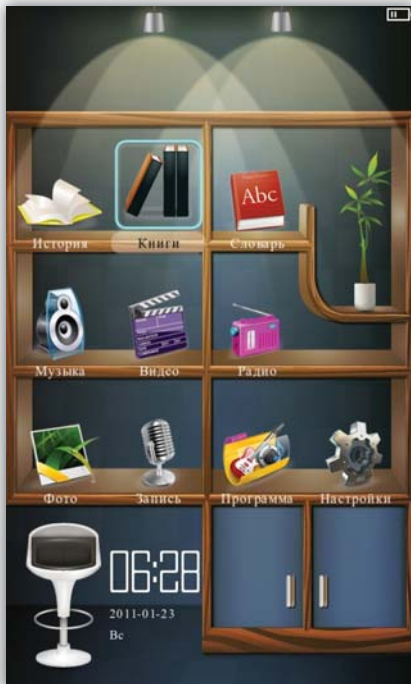 История Книги Словарь
Abc
Музыка Видео Радио
Фото Запись Программа Настройки
06:28
2011-01-23
Вс